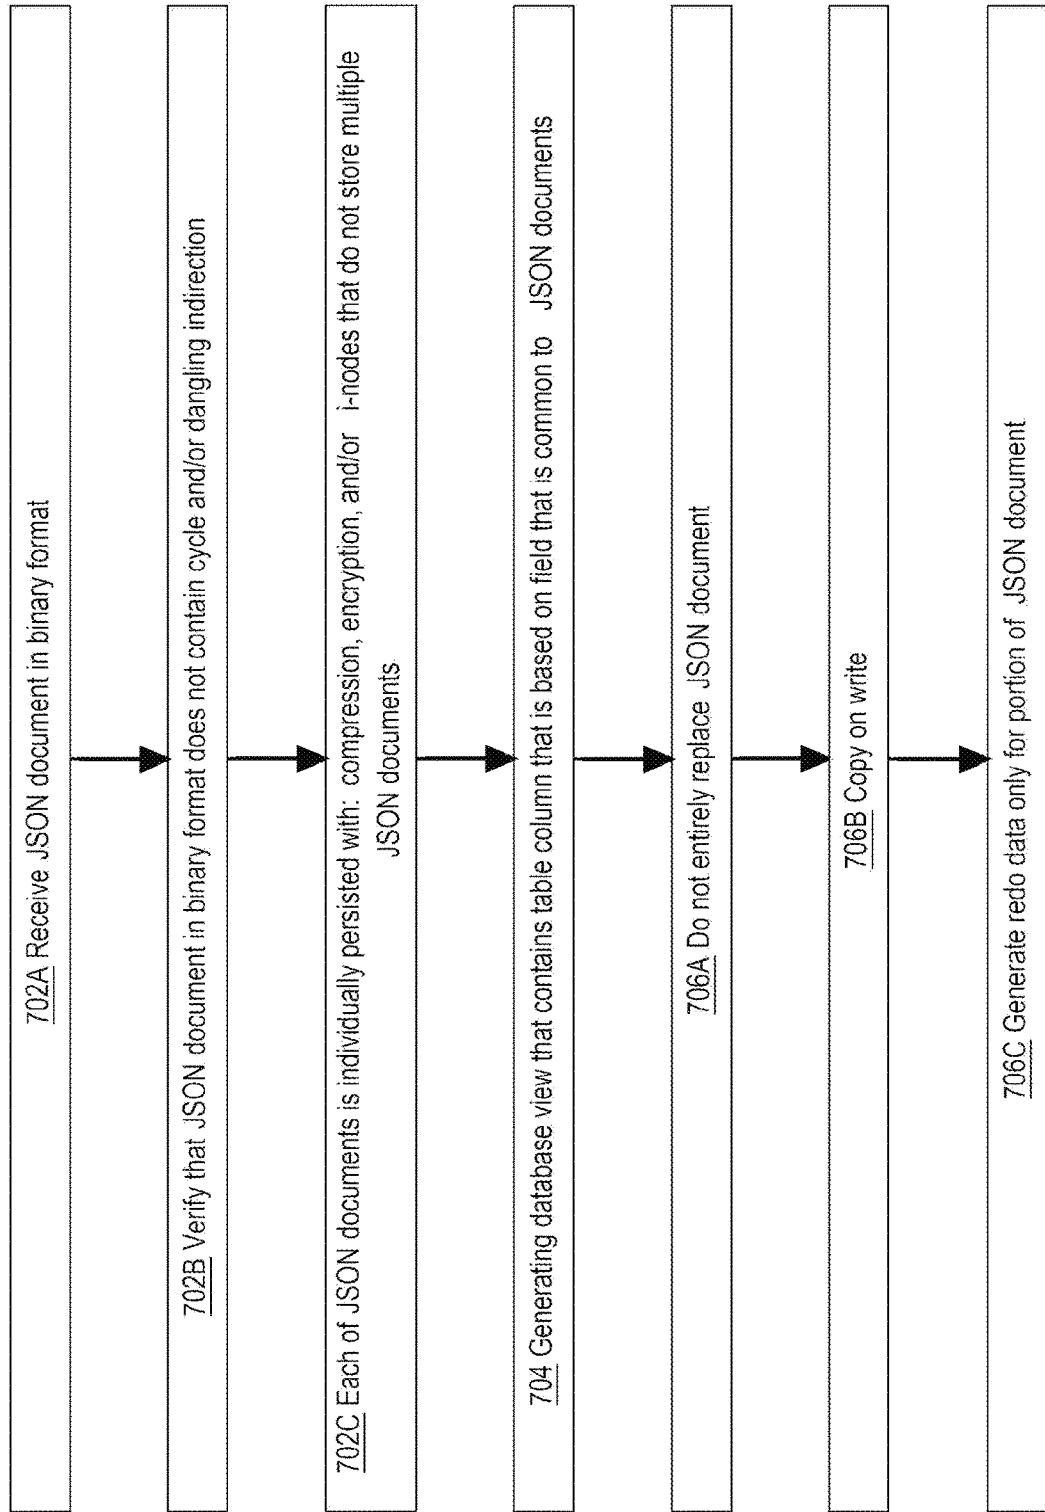 702A Receive JSON document in binary format
702B Verify that JSON document in binary format does not contain cycle and/or dangling indirection
702C Each of JSON documents is individually persisted with: compression, encryption, and/or i-nodes that do not store multiple
JSON documents
704 Generating database view that contains table column that is based on field that is common to JSON documents
706A Do not entirely replace JSON document
706B Copy on write
706C Generate redo data only for portion of JSON document